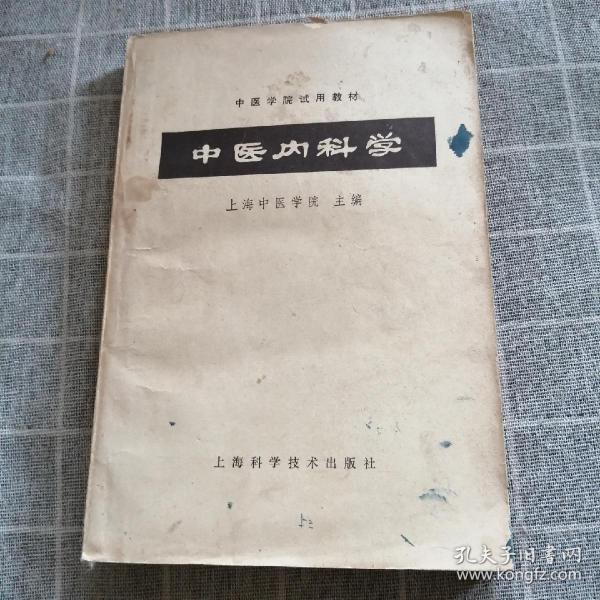 中医学院试用教材
中医内科学
上海中医学院 主编
上海科学技术出版社
孔夫子旧书网
www.kongfz.com